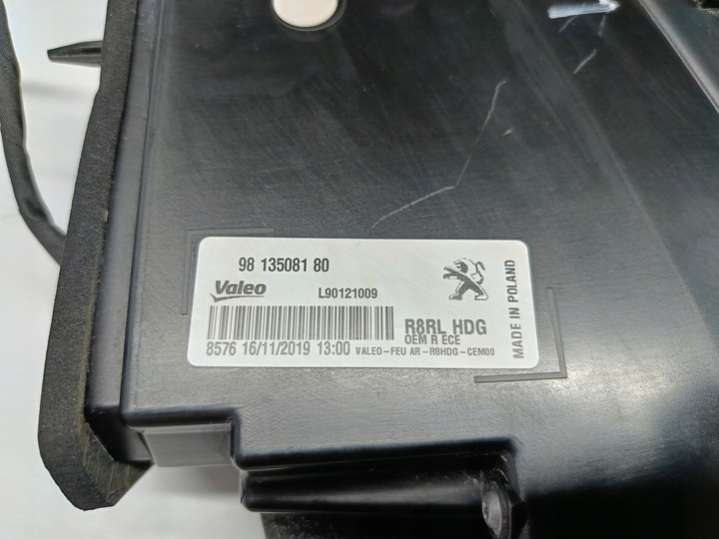 98 135081 80
Valeo
L90121009
R8RL HDG
OEM R ECE
8576 16/11/2019 13:00 VALEO-FEU AR-R8HDG-CEM00
MADE IN POLAND